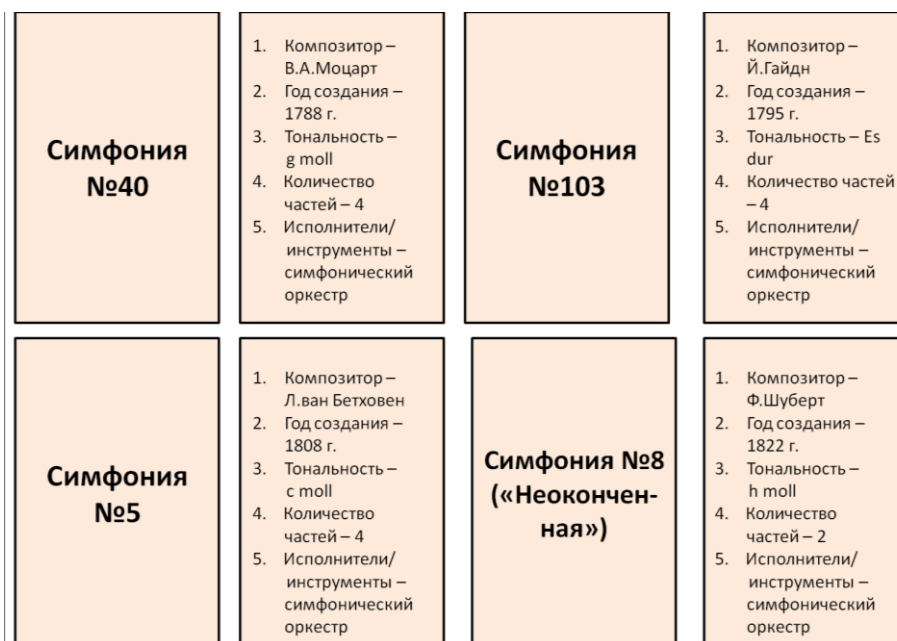 Симфония
№40
1. Композитор –
В.А.Моцарт
2. Год создания –
1788 г.
3. Тональность –
g moll
4. Количество
частей – 4
5. Исполнители/
инструменты –
симфонический
оркестр
Симфония
№103
1. Композитор –
Й.Гайдн
2. Год создания –
1795 г.
3. Тональность – Es
dur
4. Количество частей
– 4
5. Исполнители/
инструменты –
симфонический
оркестр
Симфония
№5
1. Композитор –
Л.ван Бетховен
2. Год создания –
1808 г.
3. Тональность –
c moll
4. Количество
частей – 4
5. Исполнители/
инструменты –
симфонический
оркестр
Симфония №8
(«Неокончен-
ная»)
1. Композитор –
Ф.Шуберт
2. Год создания –
1822 г.
3. Тональность –
h moll
4. Количество
частей – 2
5. Исполнители/
инструменты –
симфонический
оркестр